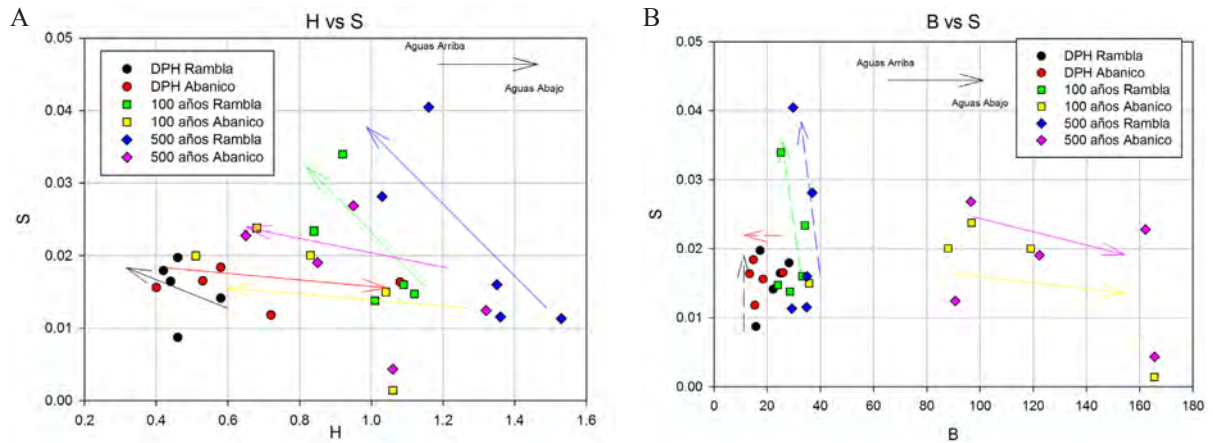 A
H vs S
0.05
0.04
0.03
0.02
0.01
0.00
S
DPH Rambla
DPH Abanico
100 años Rambla
100 años Abanico
500 años Rambla
500 años Abanico
Aguas Arriba
Aguas Abajo
0.2 0.4 0.6 0.8 1.0 1.2 1.4 1.6
H
B
B vs S
0.05
0.04
0.03
0.02
0.01
0.00
S
Aguas Arriba
Aguas Abajo
DPH Rambla
DPH Abanico
100 años Rambla
100 años Abanico
500 años Rambla
500 años Abanico
0 20 40 60 80 100 120 140 160 180
B